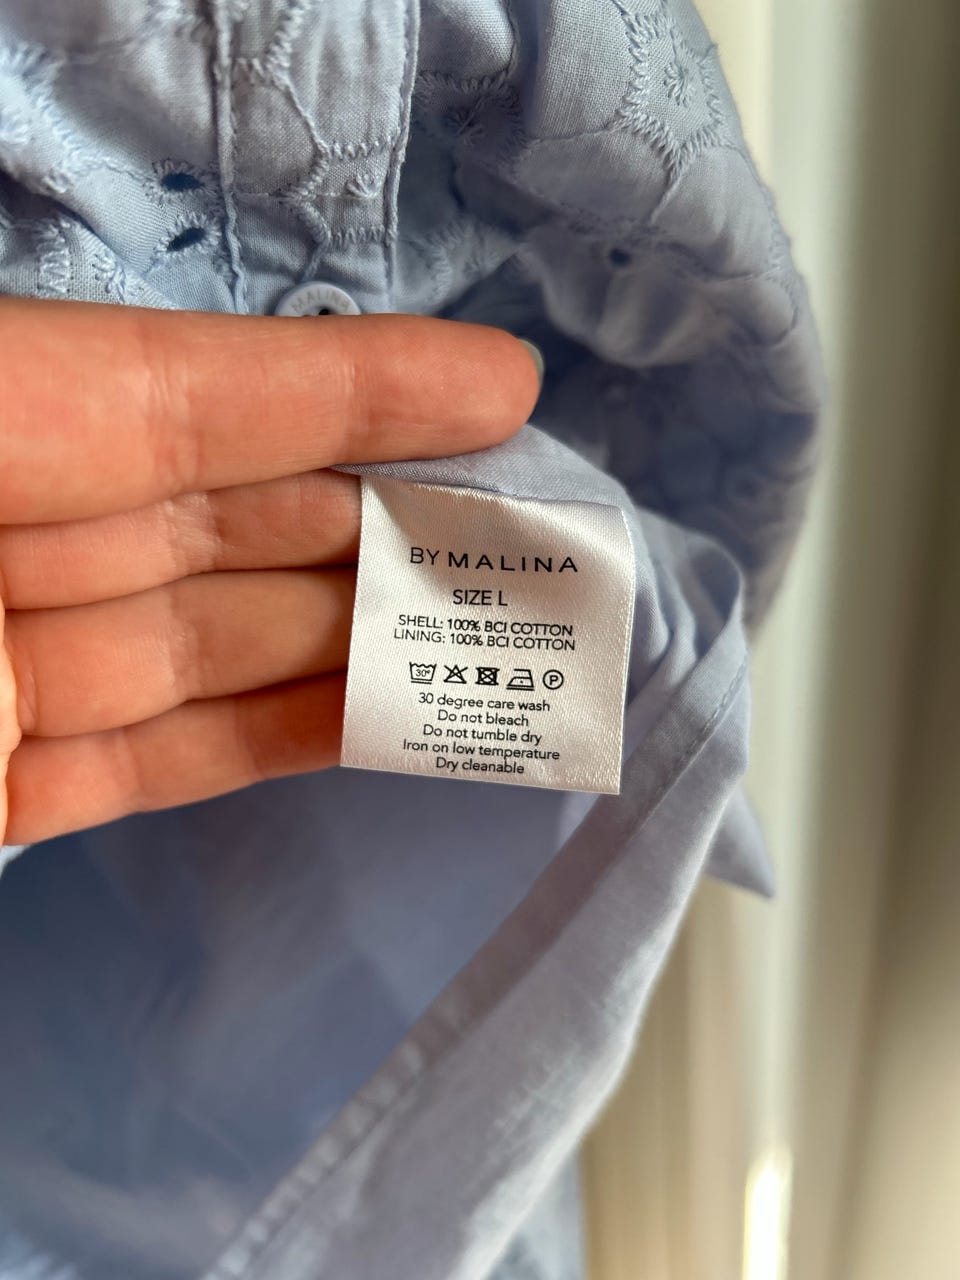 MALINA
BY MALINA
SIZE L
SHELL: 100% BCI COTTON
LINING: 100% BCI COTTON
30° P
30 degree care wash
Do not bleach
Do not tumble dry
Iron on low temperature
Dry cleanable